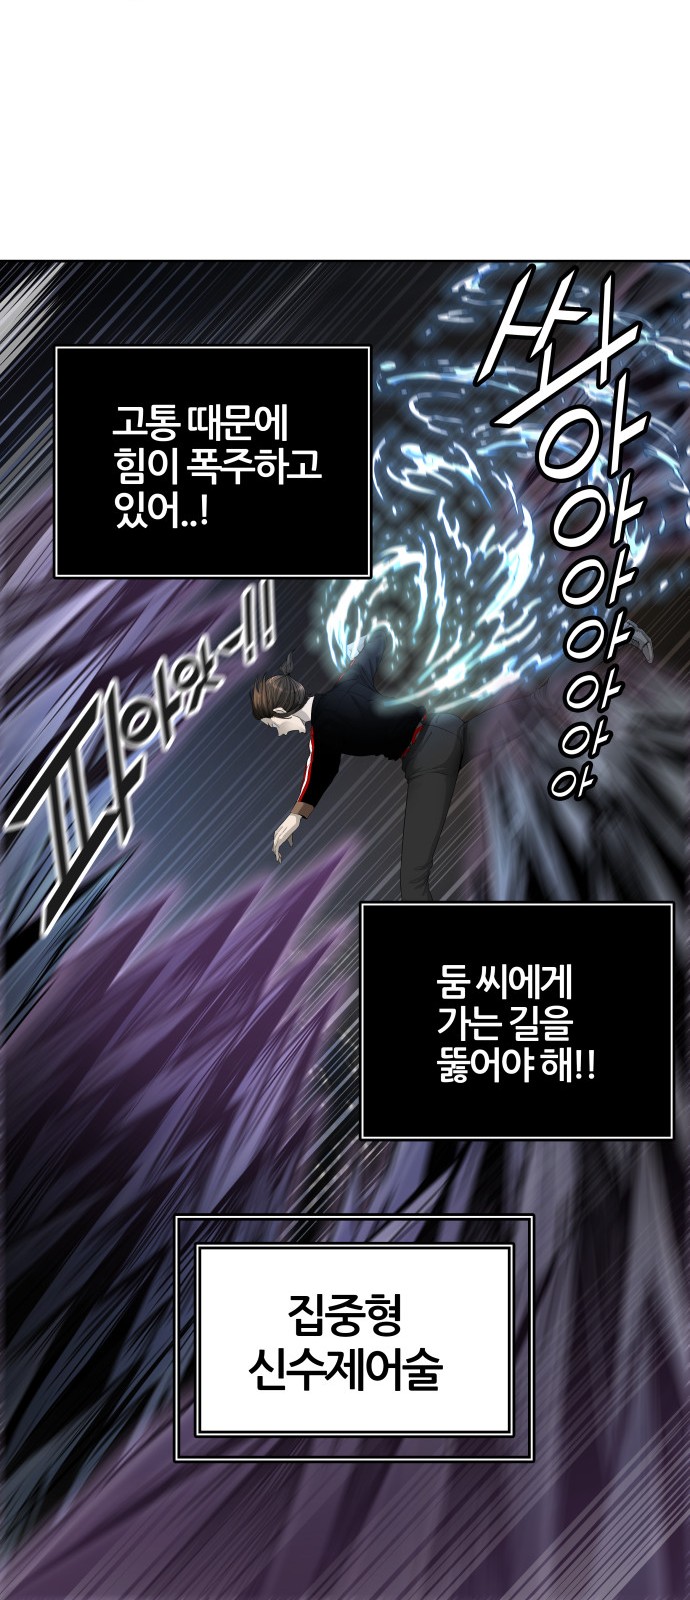 고통 때문에
힘이 폭주하고
있어..!
쏴아아아아아아아
파아앗!!
둠 씨에게
가는 길을
뚫어야 해!!
집중형
신수제어술